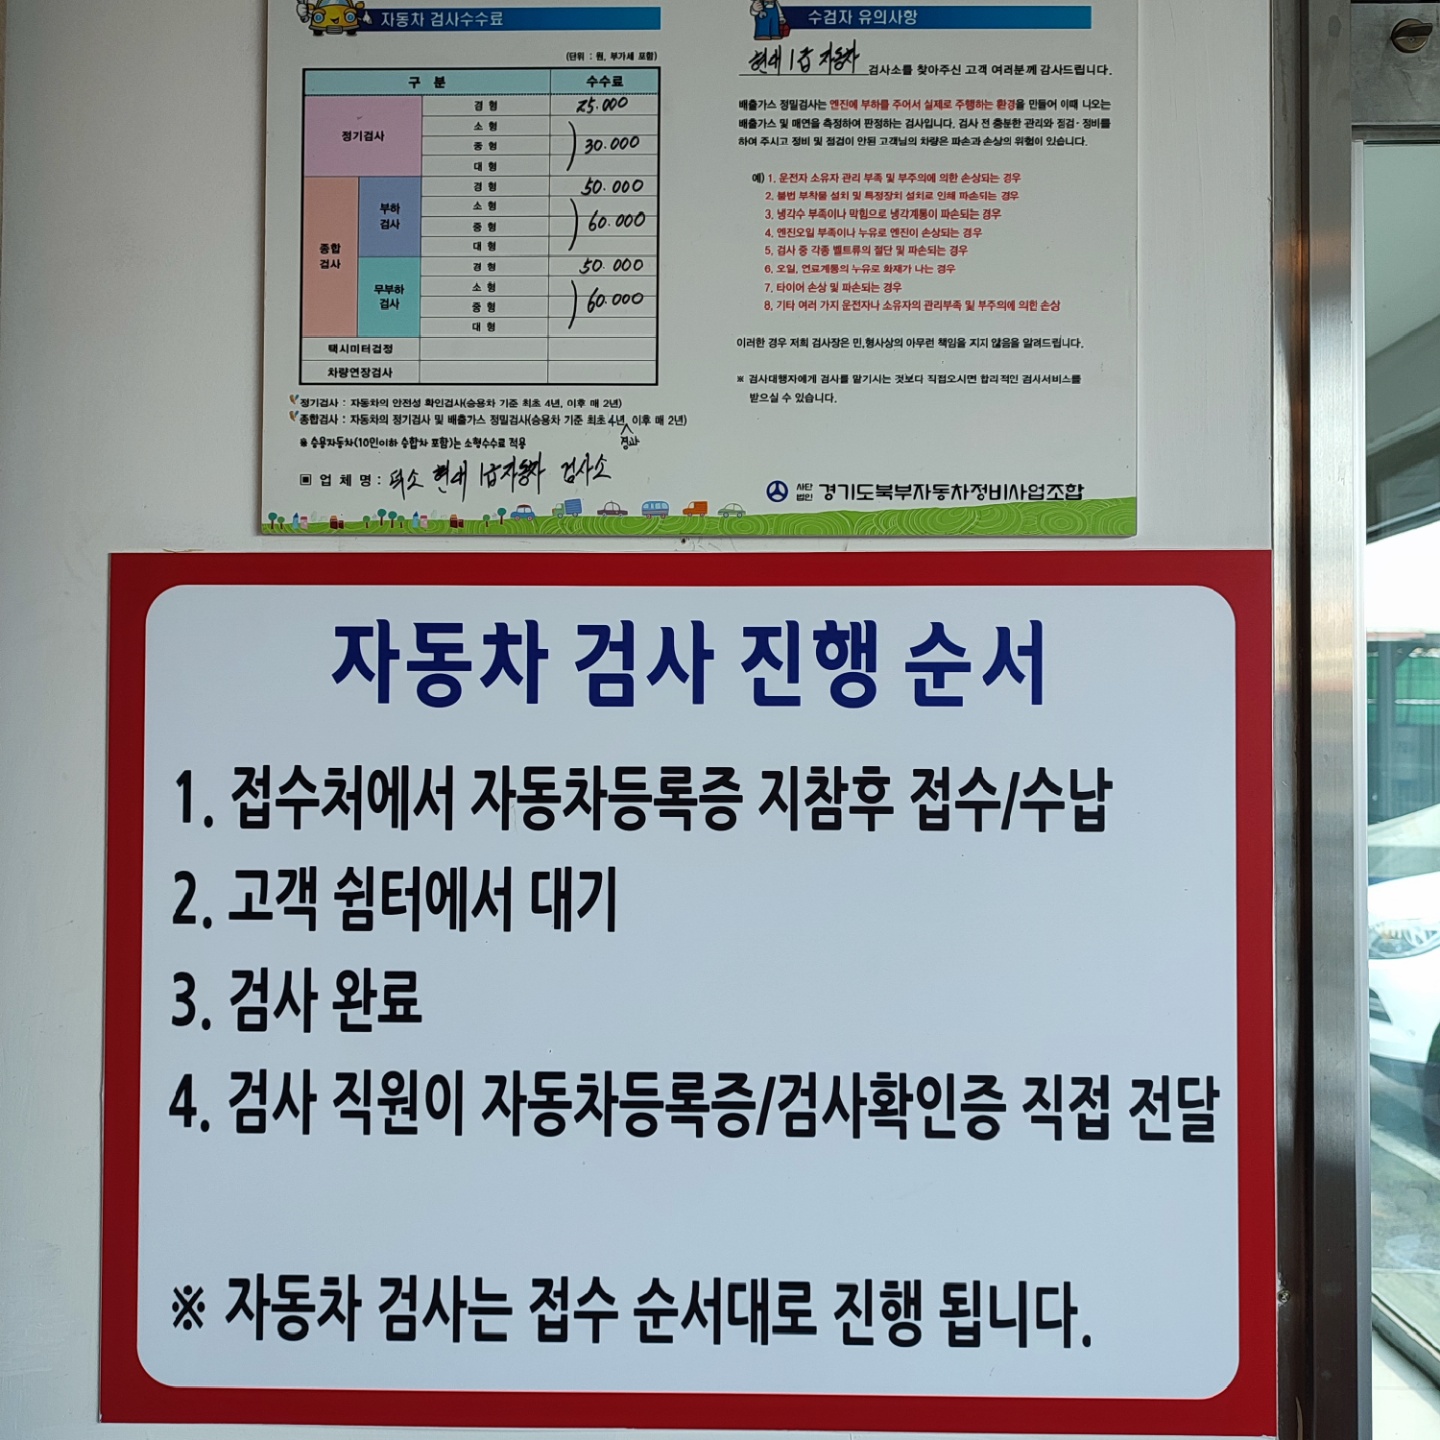 자동차 검사수수료
(단위 : 원, 부가세 포함)
구 분 수수료
정기검사
경 형 25.000
소 형
중 형 30.000
대 형
종합
검사
부하
검사
경 형 50.000
소 형
중 형 60.000
대 형
무부하
검사
경 형 50.000
소 형
중 형 60.000
대 형
택시미터검정
차량연장검사
정기검사 : 자동차의 안전성 확인검사(승용차 기준 최초 4년, 이후 매 2년)
종합검사 : 자동차의 정기검사 및 배출가스 정밀검사(승용차 기준 최초 4년 경과 이후 매 2년)
※ 승용자동차(10인이하 승합차 포함)는 소형수수료 적용
▣ 업 체 명 : 현대 1급자동차 검사소
수검자 유의사항
현대 1급 자동차 검사소를 찾아주신 고객 여러분께 감사드립니다.
배출가스 정밀검사는 엔진에 부하를 주어서 실제로 주행하는 환경을 만들어 이때 나오는
배출가스 및 매연을 측정하여 판정하는 검사입니다. 검사 전 충분한 관리와 점검·정비를
하여 주시고 정비 및 점검이 안된 고객님의 차량은 파손과 손상의 위험이 있습니다.
예) 1. 운전자 소유자 관리 부족 및 부주의에 의한 손상되는 경우
2. 불법 부착물 설치 및 특정장치 설치로 인해 파손되는 경우
3. 냉각수 부족이나 막힘으로 냉각계통이 파손되는 경우
4. 엔진오일 부족이나 누유로 엔진이 손상되는 경우
5. 검사 중 각종 벨트류의 절단 및 파손되는 경우
6. 오일, 연료계통의 누유로 화재가 나는 경우
7. 타이어 손상 및 파손되는 경우
8. 기타 여러 가지 운전자나 소유자의 관리부족 및 부주의에 의한 손상
이러한 경우 저희 검사장은 민,형사상의 아무런 책임을 지지 않음을 알려드립니다.
※ 검사대행자에게 검사를 맡기시는 것보다 직접오시면 합리적인 검사서비스를
받으실 수 있습니다.
사단
법인 경기도북부자동차정비사업조합
자동차 검사 진행 순서
1. 접수처에서 자동차등록증 지참후 접수/수납
2. 고객 쉼터에서 대기
3. 검사 완료
4. 검사 직원이 자동차등록증/검사확인증 직접 전달
※ 자동차 검사는 접수 순서대로 진행 됩니다.